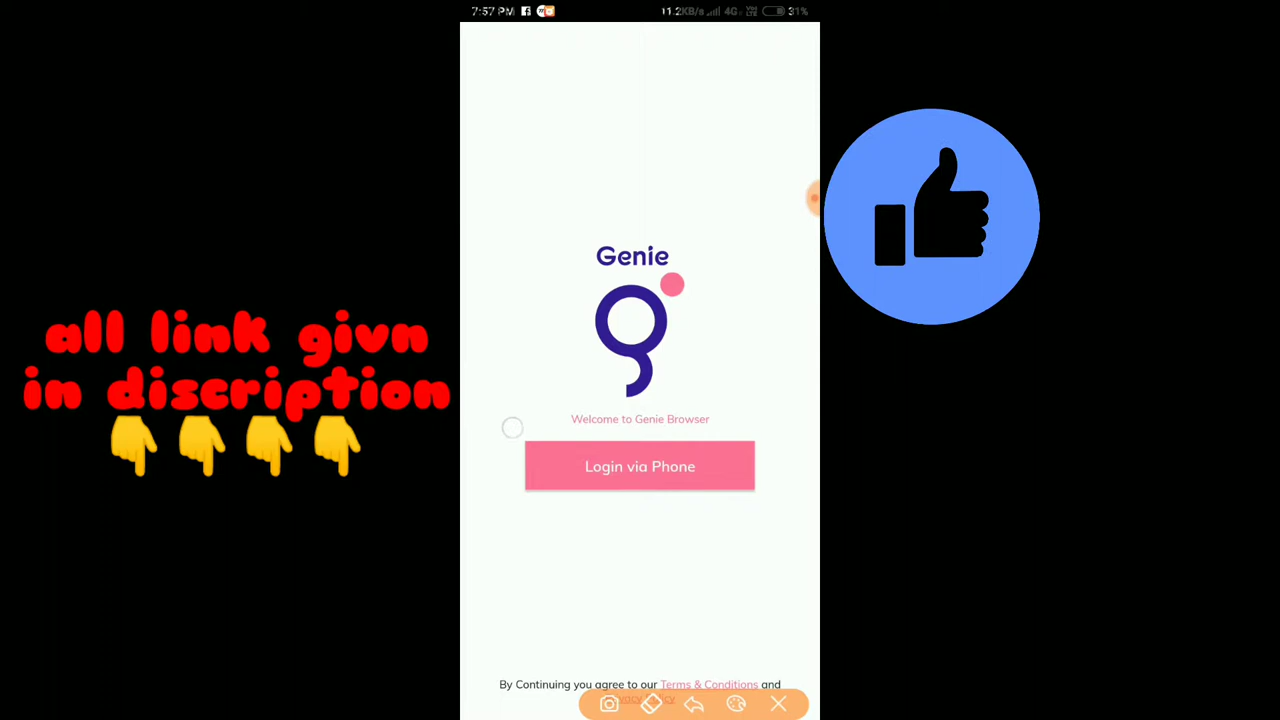 7:57 PM
11.2KB/s 4G VoLTE 31%
Genie
all link givn
in discription
Welcome to Genie Browser
Login via Phone
By Continuing you agree to our Terms & Conditions and